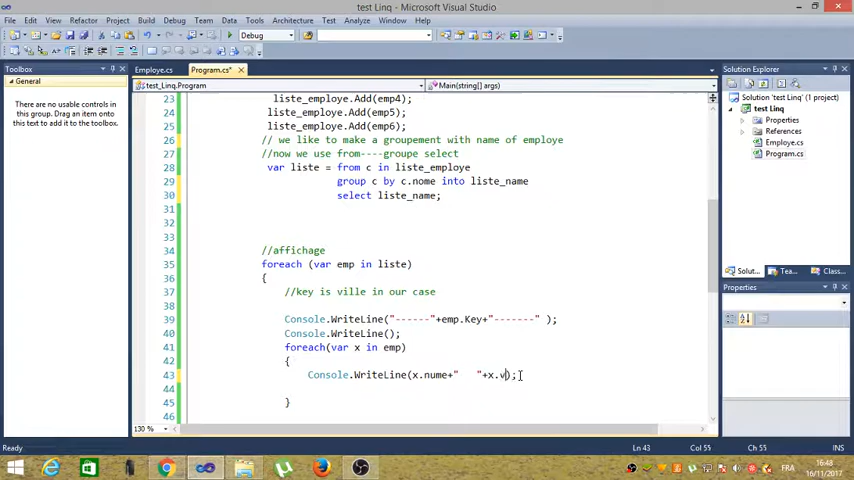 test Linq - Microsoft Visual Studio
File Edit View Refactor Project Build Debug Team Data Tools Architecture Test Analyze Window Help
Debug
Toolbox
General
There are no usable controls
in this group. Drag an item onto
this text to add it to the toolbox.
Employe.cs Program.cs*
test_Linq.Program Main(string[] args)
23 liste_employe.Add(emp4);
24 liste_employe.Add(emp5);
25 liste_employe.Add(emp6);
26 // we like to make a groupement with name of employe
27 //now we use from----groupe select
28 var liste = from c in liste_employe
29 group c by c.nome into liste_name
30 select liste_name;
31
32
33
34 //affichage
35 foreach (var emp in liste)
36 {
37 //key is ville in our case
38
39 Console.WriteLine("------"+emp.Key+"-------" );
40 Console.WriteLine();
41 foreach(var x in emp)
42 {
43 Console.WriteLine(x.nume+" "+x.v);
44
45 }
46
130 %
Solution Explorer
Solution 'test Linq' (1 project)
test Linq
Properties
References
Employe.cs
Program.cs
Solut... Tea... Class...
Properties
Ready Ln 43 Col 55 Ch 55 INS
FRA 16:48
16/11/2017